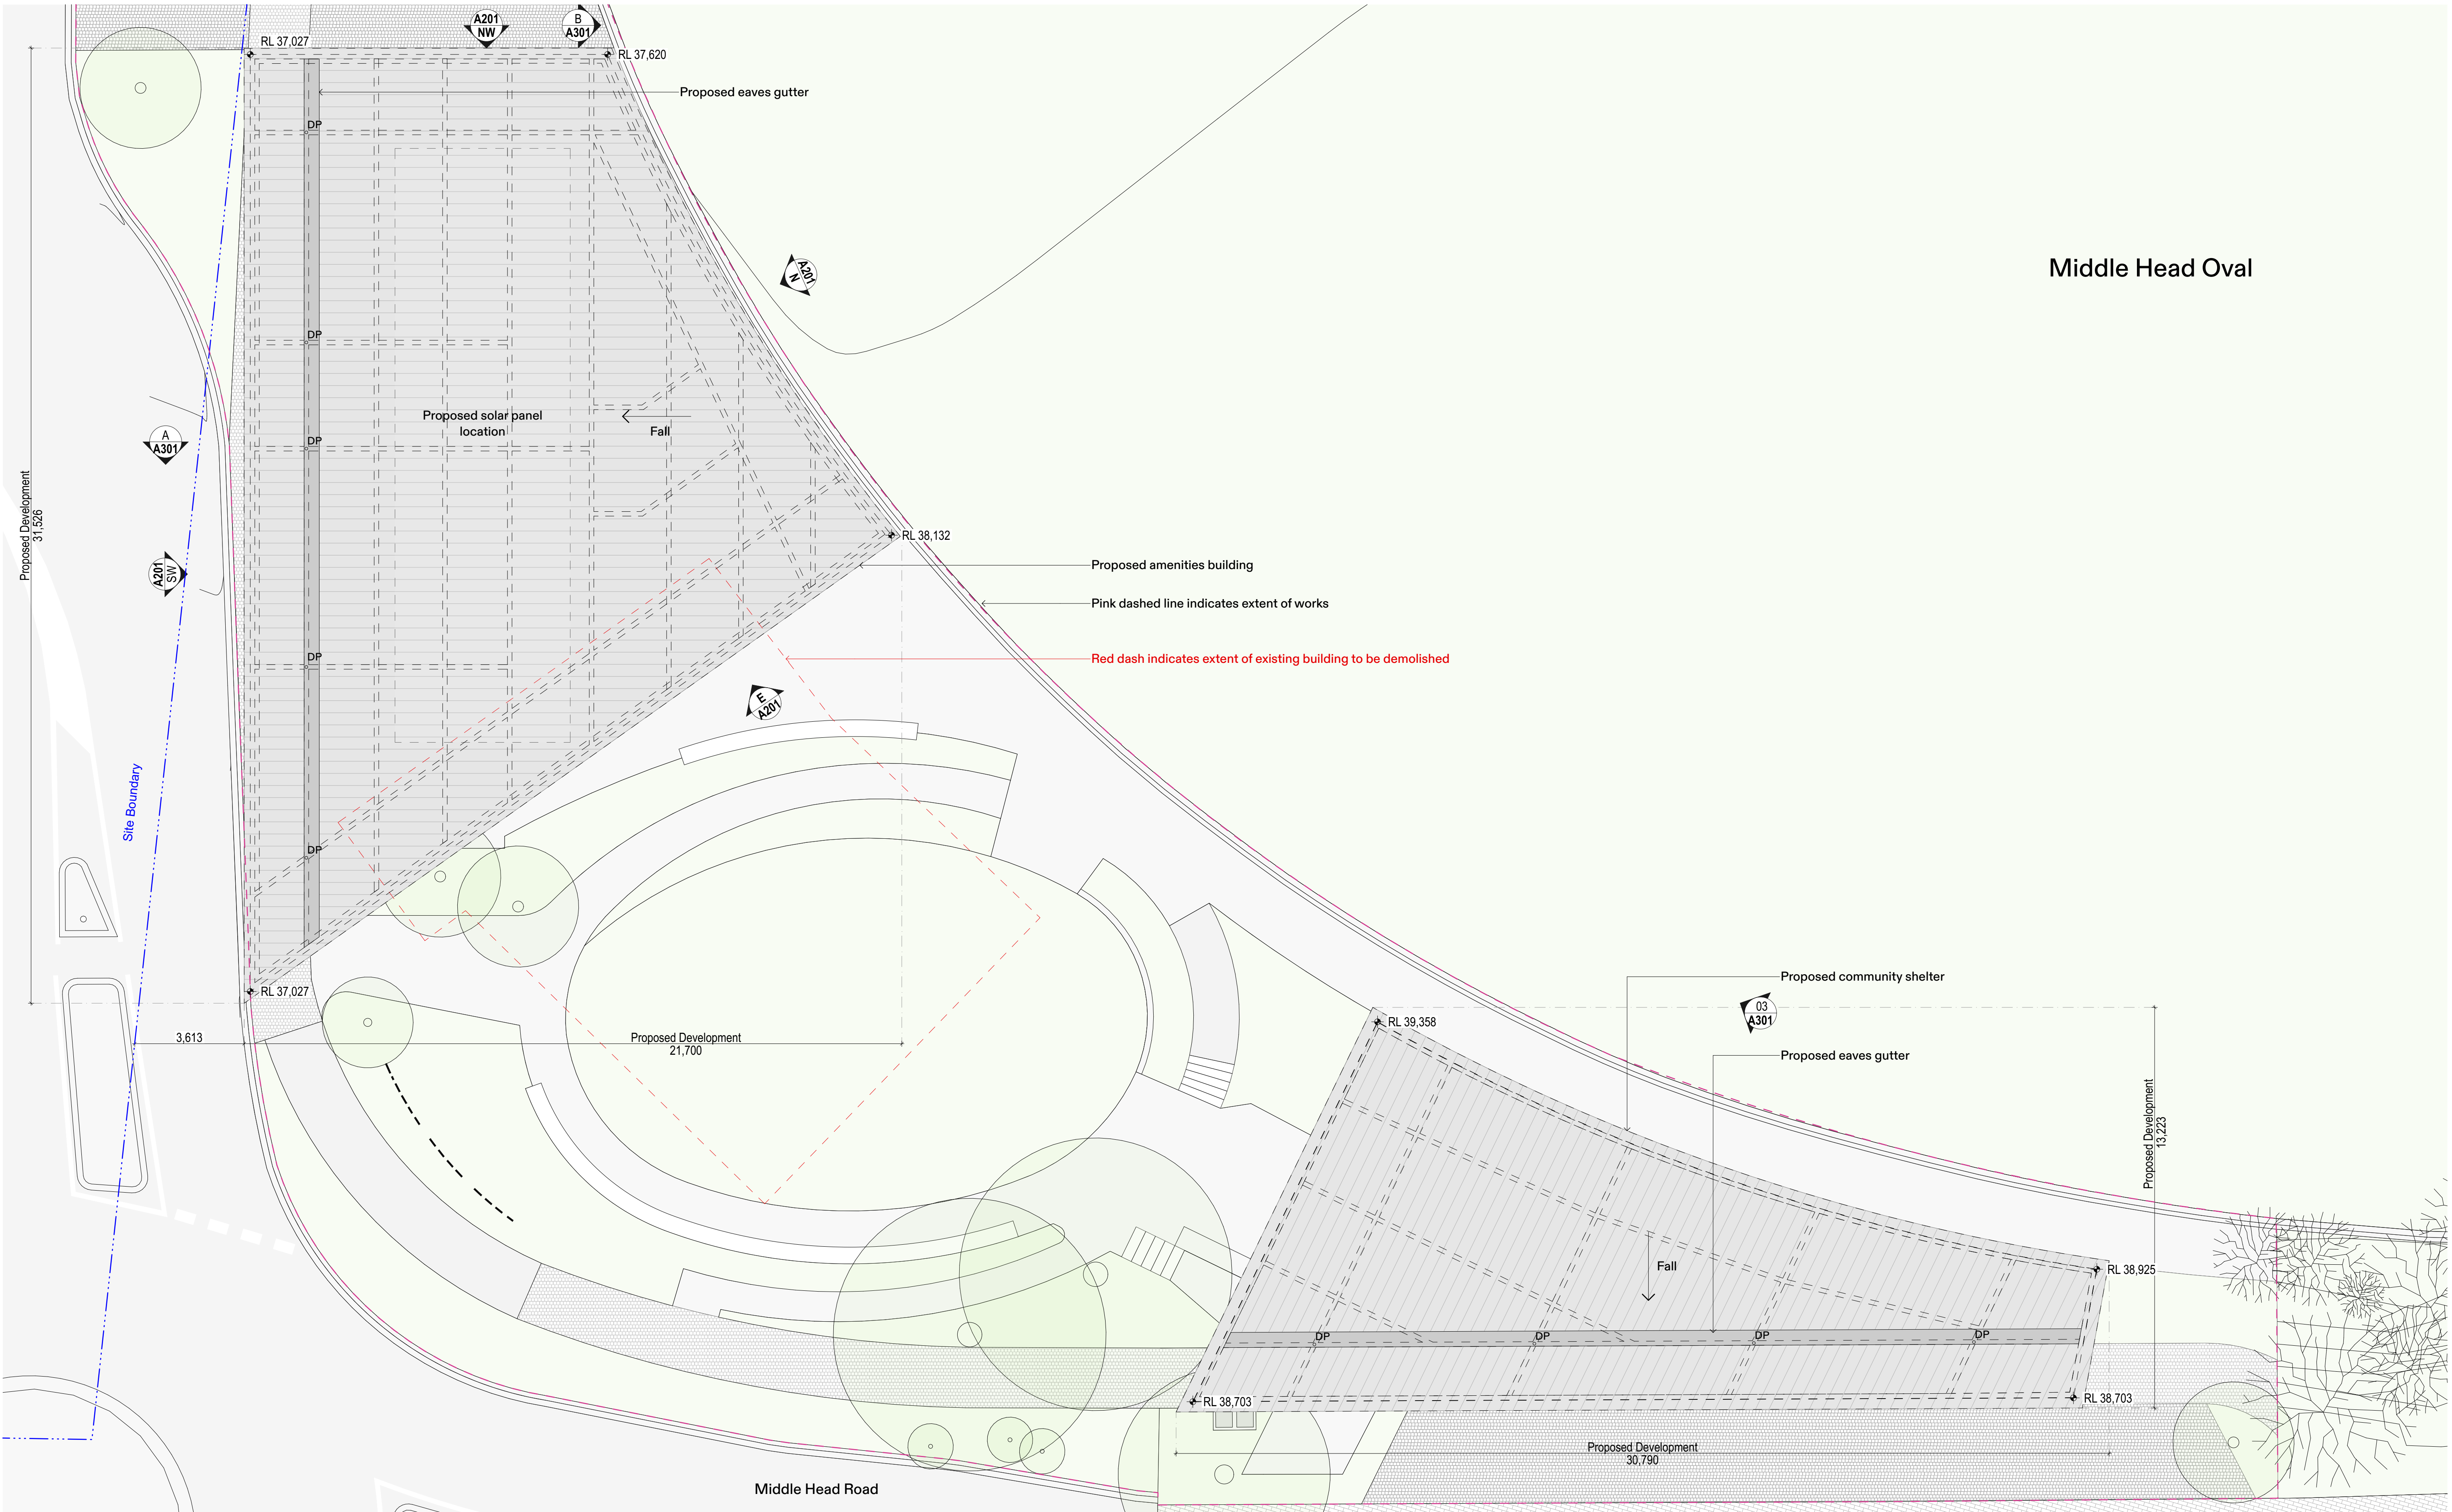 A201
NW
B
A301
RL 37,027
RL 37,620
Proposed eaves gutter
DP
Middle Head Oval
A201
N
DP
Proposed solar panel
location
Fall
DP
A
A301
Proposed Development
31,526
RL 38,132
Proposed amenities building
A201
SW
Pink dashed line indicates extent of works
Red dash indicates extent of existing building to be demolished
DP
E
A201
Site Boundary
DP
RL 37,027
Proposed community shelter
03
A301
RL 39,358
3,613
Proposed Development
21,700
Proposed eaves gutter
Proposed Development
13,223
Fall
RL 38,925
DP
DP
DP
DP
RL 38,703
RL 38,703
Proposed Development
30,790
Middle Head Road